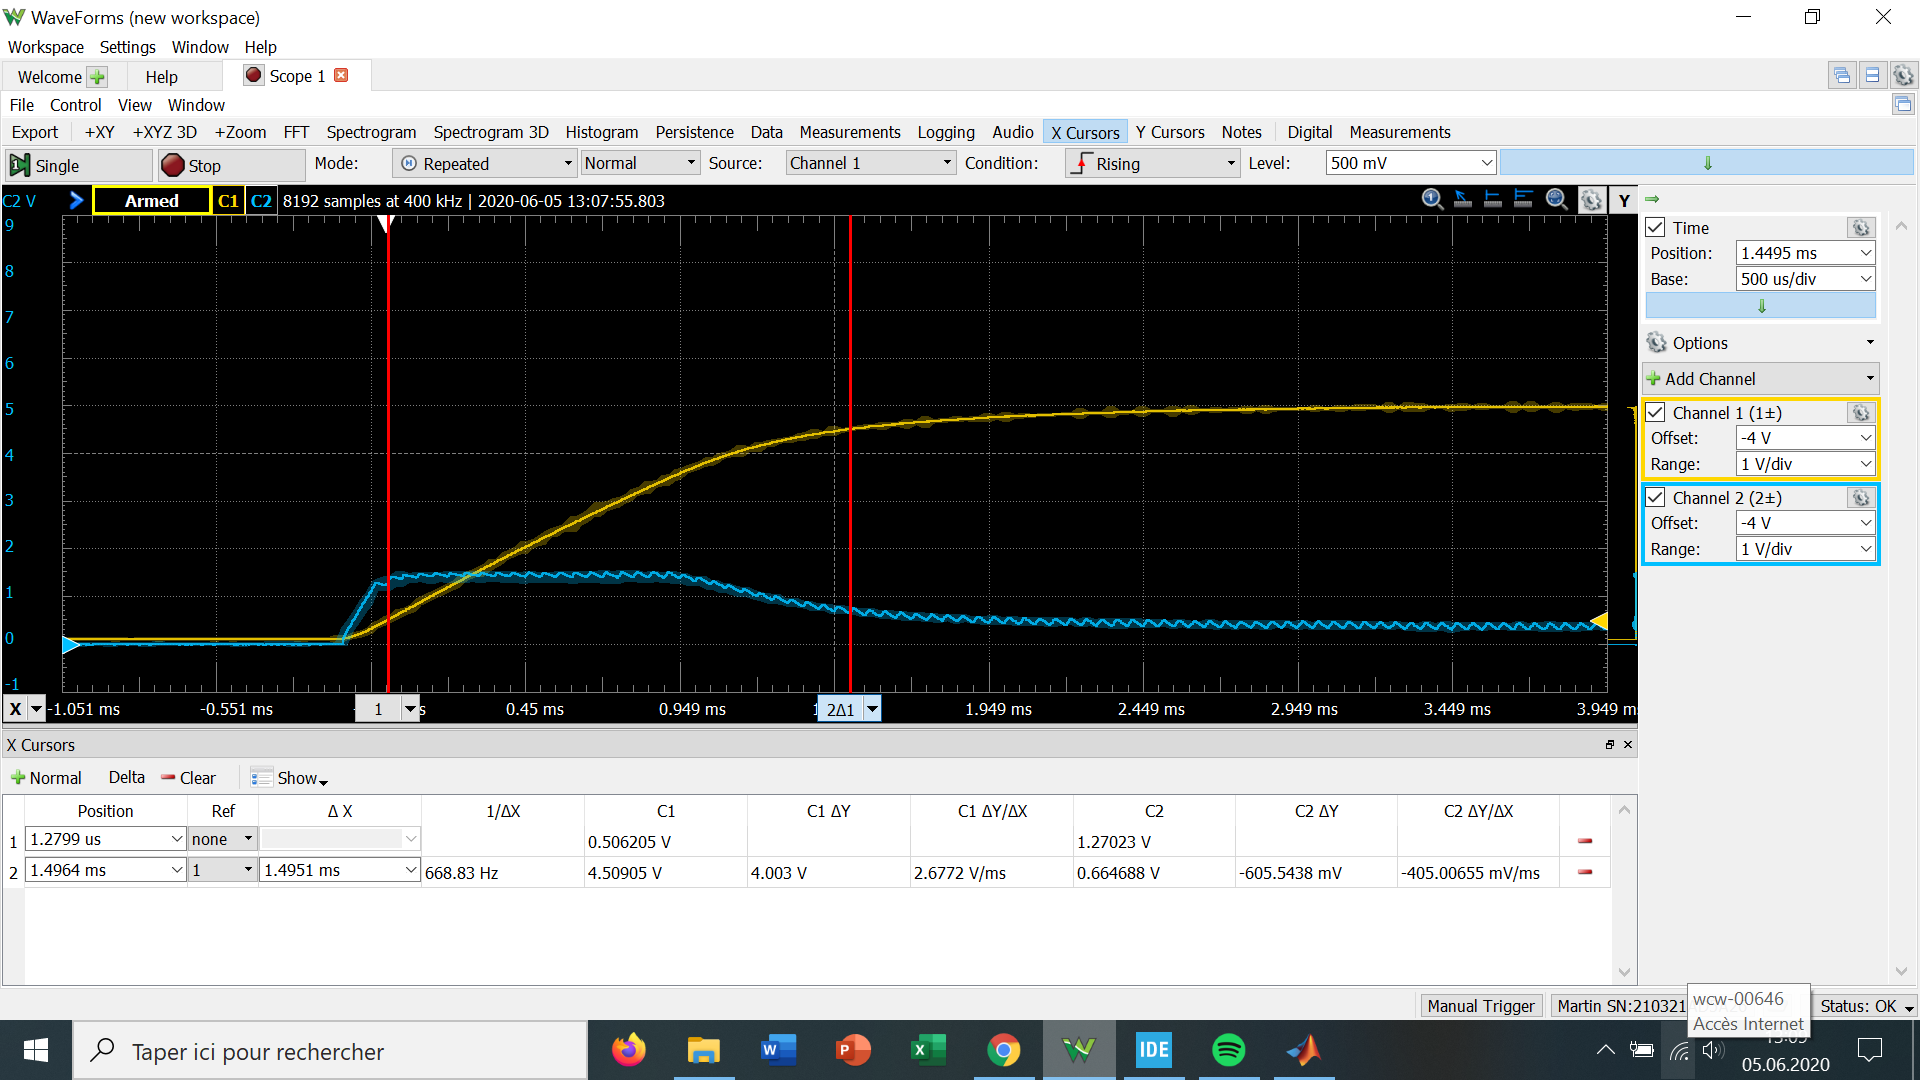 WaveForms (new workspace)
Workspace Settings Window Help
Welcome Help Scope 1
File Control View Window
Export +XY +XYZ 3D +Zoom FFT Spectrogram Spectrogram 3D Histogram Persistence Data Measurements Logging Audio X Cursors Y Cursors Notes Digital Measurements
Single Stop Mode: Repeated Normal Source: Channel 1 Condition: Rising Level: 500 mV
C2 V Armed C1 C2 8192 samples at 400 kHz | 2020-06-05 13:07:55.803 Y
9
8
7
6
5
4
3
2
1
0
-1
X -1.051 ms -0.551 ms 1 s 0.45 ms 0.949 ms 1 2Δ1 1.949 ms 2.449 ms 2.949 ms 3.449 ms 3.949 m
Time
Position: 1.4495 ms
Base: 500 us/div
Options
Add Channel
Channel 1 (1±)
Offset: -4 V
Range: 1 V/div
Channel 2 (2±)
Offset: -4 V
Range: 1 V/div
X Cursors
Normal Delta Clear Show
Position Ref Δ X 1/ΔX C1 C1 ΔY C1 ΔY/ΔX C2 C2 ΔY C2 ΔY/ΔX
1 1.2799 us none 0.506205 V 1.27023 V
2 1.4964 ms 1 1.4951 ms 668.83 Hz 4.50905 V 4.003 V 2.6772 V/ms 0.664688 V -605.5438 mV -405.00655 mV/ms
Manual Trigger Martin SN:210321 Status: OK
wcw-00646
Accès Internet
Taper ici pour rechercher
IDE
05.06.2020